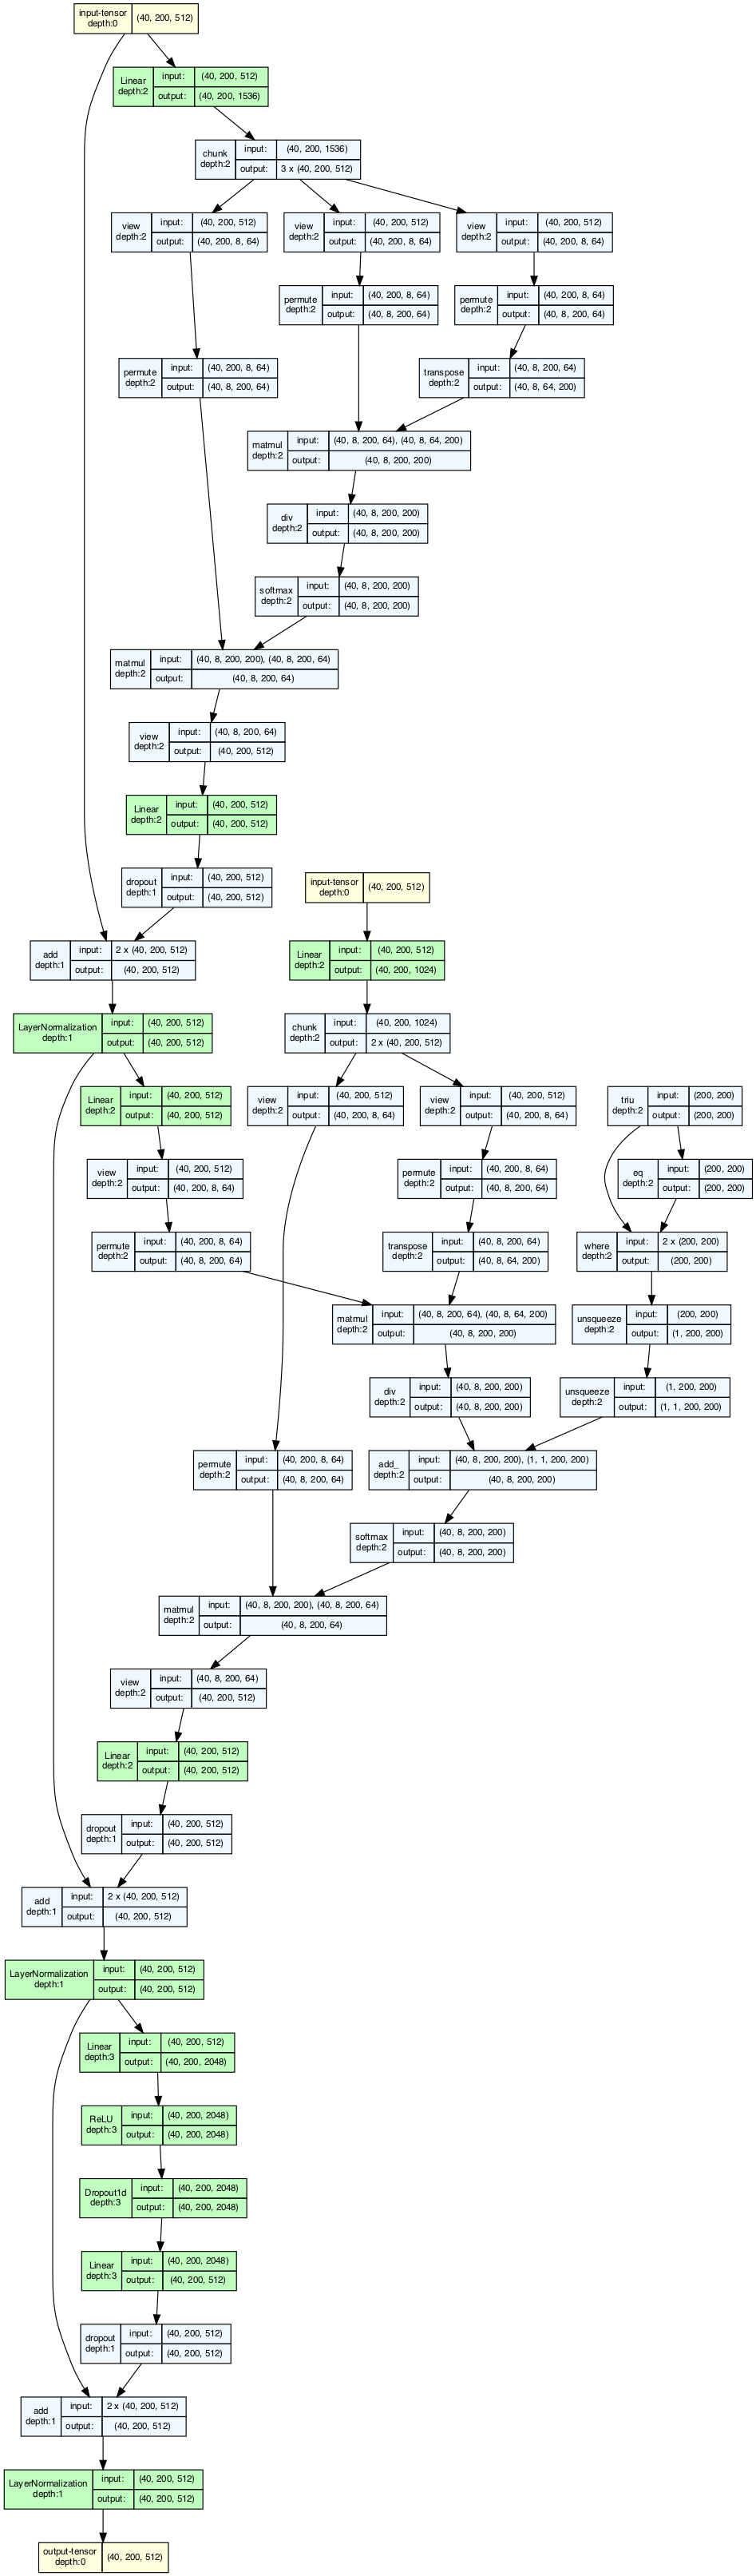 input-tensor
depth:0
(40, 200, 512)
Linear
depth:2
input:
(40, 200, 512)
output:
(40, 200, 1536)
chunk
depth:2
input:
(40, 200, 1536)
output:
3 x (40, 200, 512)
view
depth:2
input:
(40, 200, 512)
output:
(40, 200, 8, 64)
view
depth:2
input:
(40, 200, 512)
output:
(40, 200, 8, 64)
view
depth:2
input:
(40, 200, 512)
output:
(40, 200, 8, 64)
permute
depth:2
input:
(40, 200, 8, 64)
output:
(40, 8, 200, 64)
permute
depth:2
input:
(40, 200, 8, 64)
output:
(40, 8, 200, 64)
permute
depth:2
input:
(40, 200, 8, 64)
output:
(40, 8, 200, 64)
transpose
depth:2
input:
(40, 8, 200, 64)
output:
(40, 8, 64, 200)
matmul
depth:2
input:
(40, 8, 200, 64), (40, 8, 64, 200)
output:
(40, 8, 200, 200)
div
depth:2
input:
(40, 8, 200, 200)
output:
(40, 8, 200, 200)
softmax
depth:2
input:
(40, 8, 200, 200)
output:
(40, 8, 200, 200)
matmul
depth:2
input:
(40, 8, 200, 200), (40, 8, 200, 64)
output:
(40, 8, 200, 64)
view
depth:2
input:
(40, 8, 200, 64)
output:
(40, 200, 512)
Linear
depth:2
input:
(40, 200, 512)
output:
(40, 200, 512)
dropout
depth:1
input:
(40, 200, 512)
output:
(40, 200, 512)
input-tensor
depth:0
(40, 200, 512)
add
depth:1
input:
2 x (40, 200, 512)
output:
(40, 200, 512)
Linear
depth:2
input:
(40, 200, 512)
output:
(40, 200, 1024)
LayerNormalization
depth:1
input:
(40, 200, 512)
output:
(40, 200, 512)
chunk
depth:2
input:
(40, 200, 1024)
output:
2 x (40, 200, 512)
Linear
depth:2
input:
(40, 200, 512)
output:
(40, 200, 512)
view
depth:2
input:
(40, 200, 512)
output:
(40, 200, 8, 64)
view
depth:2
input:
(40, 200, 512)
output:
(40, 200, 8, 64)
triu
depth:2
input:
(200, 200)
output:
(200, 200)
view
depth:2
input:
(40, 200, 512)
output:
(40, 200, 8, 64)
permute
depth:2
input:
(40, 200, 8, 64)
output:
(40, 8, 200, 64)
eq
depth:2
input:
(200, 200)
output:
(200, 200)
permute
depth:2
input:
(40, 200, 8, 64)
output:
(40, 8, 200, 64)
transpose
depth:2
input:
(40, 8, 200, 64)
output:
(40, 8, 64, 200)
where
depth:2
input:
2 x (200, 200)
output:
(200, 200)
matmul
depth:2
input:
(40, 8, 200, 64), (40, 8, 64, 200)
output:
(40, 8, 200, 200)
unsqueeze
depth:2
input:
(200, 200)
output:
(1, 200, 200)
div
depth:2
input:
(40, 8, 200, 200)
output:
(40, 8, 200, 200)
unsqueeze
depth:2
input:
(1, 200, 200)
output:
(1, 1, 200, 200)
permute
depth:2
input:
(40, 200, 8, 64)
output:
(40, 8, 200, 64)
add_
depth:2
input:
(40, 8, 200, 200), (1, 1, 200, 200)
output:
(40, 8, 200, 200)
softmax
depth:2
input:
(40, 8, 200, 200)
output:
(40, 8, 200, 200)
matmul
depth:2
input:
(40, 8, 200, 200), (40, 8, 200, 64)
output:
(40, 8, 200, 64)
view
depth:2
input:
(40, 8, 200, 64)
output:
(40, 200, 512)
Linear
depth:2
input:
(40, 200, 512)
output:
(40, 200, 512)
dropout
depth:1
input:
(40, 200, 512)
output:
(40, 200, 512)
add
depth:1
input:
2 x (40, 200, 512)
output:
(40, 200, 512)
LayerNormalization
depth:1
input:
(40, 200, 512)
output:
(40, 200, 512)
Linear
depth:3
input:
(40, 200, 512)
output:
(40, 200, 2048)
ReLU
depth:3
input:
(40, 200, 2048)
output:
(40, 200, 2048)
Dropout1d
depth:3
input:
(40, 200, 2048)
output:
(40, 200, 2048)
Linear
depth:3
input:
(40, 200, 2048)
output:
(40, 200, 512)
dropout
depth:1
input:
(40, 200, 512)
output:
(40, 200, 512)
add
depth:1
input:
2 x (40, 200, 512)
output:
(40, 200, 512)
LayerNormalization
depth:1
input:
(40, 200, 512)
output:
(40, 200, 512)
output-tensor
depth:0
(40, 200, 512)